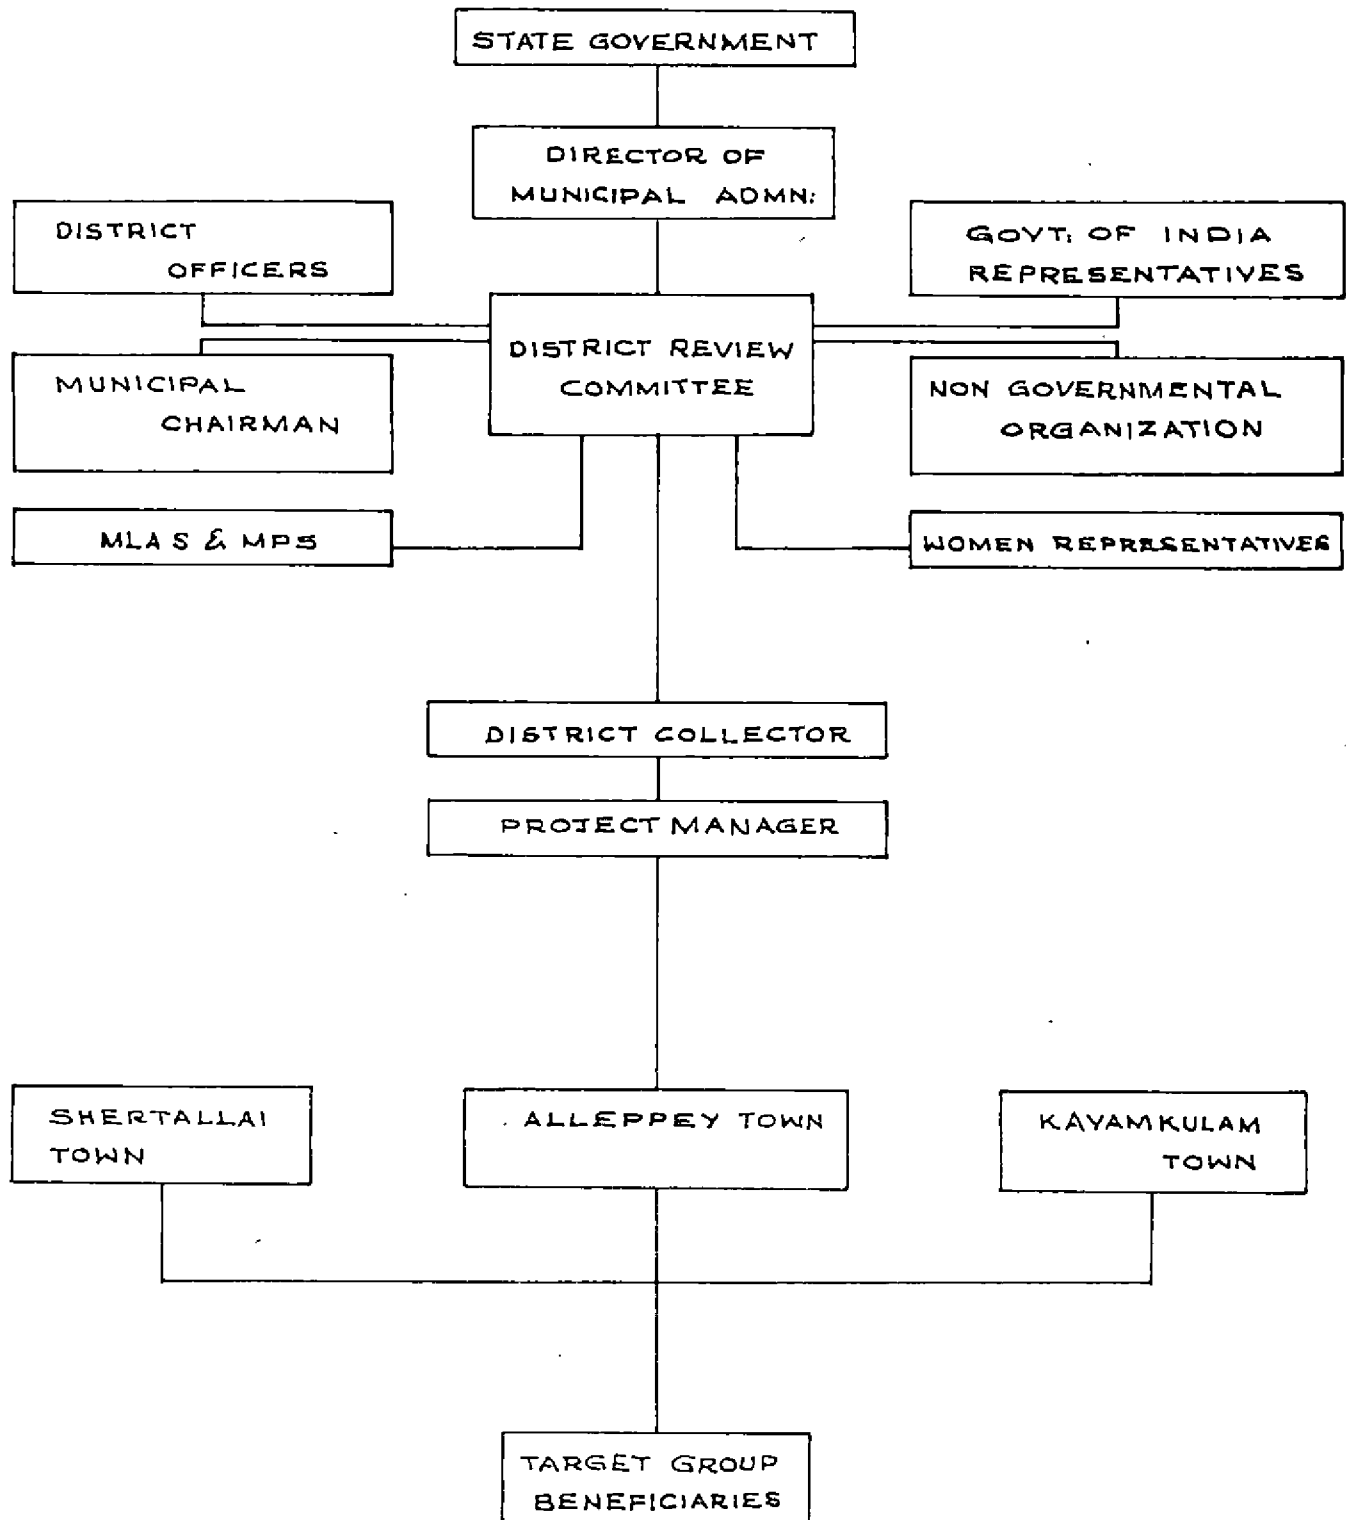 STATE GOVERNMENT
DIRECTOR OF
MUNICIPAL ADMN:
DISTRICT
OFFICERS
GOVT: OF INDIA
REPRESENTATIVES
DISTRICT REVIEW
COMMITTEE
MUNICIPAL
CHAIRMAN
NON GOVERNMENTAL
ORGANIZATION
MLAS & MPS
WOMEN REPRESENTATIVES
DISTRICT COLLECTOR
PROJECT MANAGER
SHERTALLAI
TOWN
ALLEPPEY TOWN
KAYAMKULAM
TOWN
TARGET GROUP
BENEFICIARIES